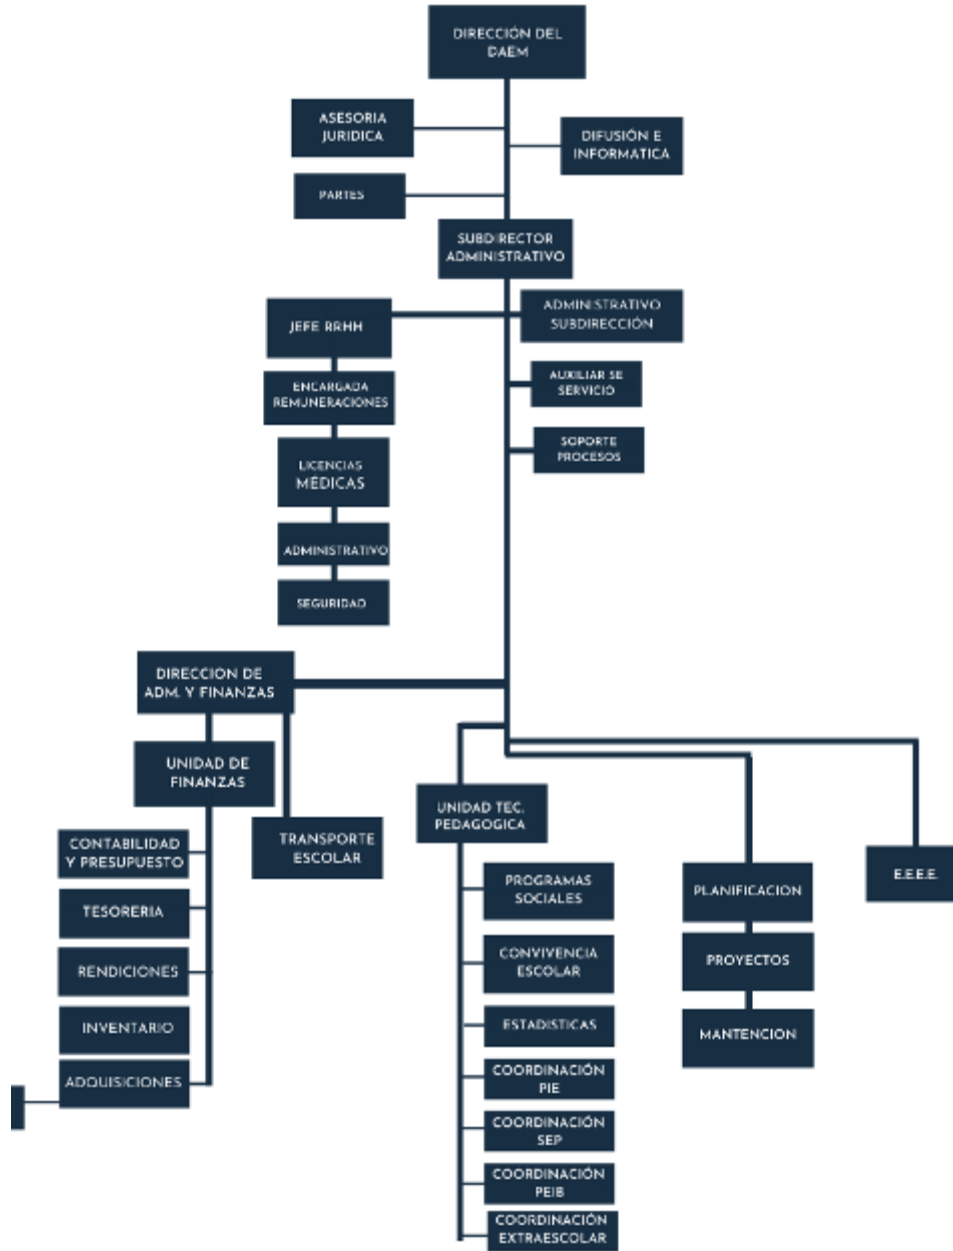 DIRECCIÓN DEL
DAEM
ASESORIA
JURIDICA
DIFUSIÓN E
INFORMATICA
PARTES
SUBDIRECTOR
ADMINISTRATIVO
JEFE RRHH
ADMINISTRATIVO
SUBDIRECCIÓN
ENCARGADA
REMUNERACIONES
AUXILIAR SE
SERVICIO
LICENCIAS
MÉDICAS
SOPORTE
PROCESOS
ADMINISTRATIVO
SEGURIDAD
DIRECCION DE
ADM. Y FINANZAS
UNIDAD DE
FINANZAS
TRANSPORTE
ESCOLAR
CONTABILIDAD
Y PRESUPUESTO
TESORERIA
RENDICIONES
INVENTARIO
ADQUISICIONES
UNIDAD TEC.
PEDAGOGICA
PROGRAMAS
SOCIALES
CONVIVENCIA
ESCOLAR
ESTADISTICAS
COORDINACIÓN
PIE
COORDINACIÓN
SEP
COORDINACIÓN
PEIB
COORDINACIÓN
EXTRAESCOLAR
PLANIFICACION
PROYECTOS
MANTENCION
E.E.E.E.